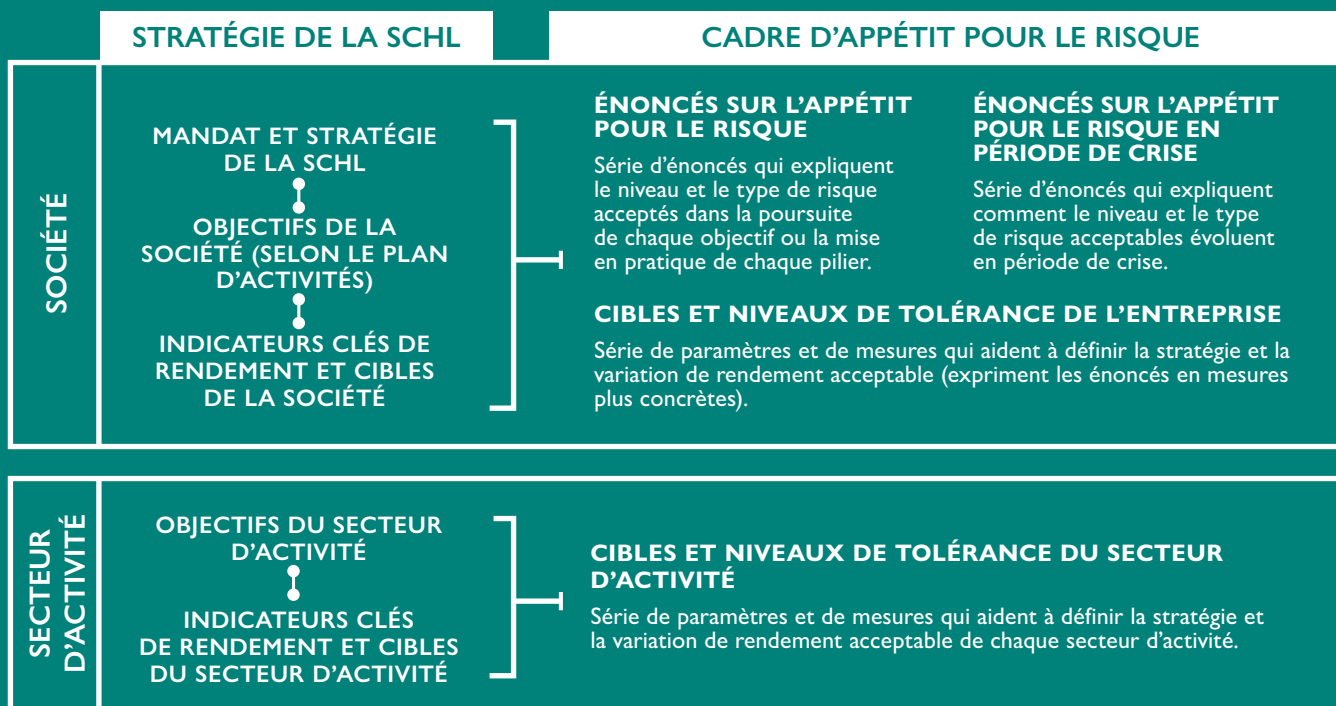 STRATÉGIE DE LA SCHL
CADRE D'APPÉTIT POUR LE RISQUE
SOCIÉTÉ
MANDAT ET STRATÉGIE
DE LA SCHL
OBJECTIFS DE LA
SOCIÉTÉ (SELON LE PLAN
D'ACTIVITÉS)
INDICATEURS CLÉS DE
RENDEMENT ET CIBLES
DE LA SOCIÉTÉ
ÉNONCÉS SUR L'APPÉTIT
POUR LE RISQUE
Série d'énoncés qui expliquent
le niveau et le type de risque
acceptés dans la poursuite
de chaque objectif ou la mise
en pratique de chaque pilier.
ÉNONCÉS SUR L'APPÉTIT
POUR LE RISQUE EN
PÉRIODE DE CRISE
Série d'énoncés qui expliquent
comment le niveau et le type
de risque acceptables évoluent
en période de crise.
CIBLES ET NIVEAUX DE TOLÉRANCE DE L'ENTREPRISE
Série de paramètres et de mesures qui aident à définir la stratégie et la
variation de rendement acceptable (expriment les énoncés en mesures
plus concrètes).
SECTEUR
D'ACTIVITÉ
OBJECTIFS DU SECTEUR
D'ACTIVITÉ
INDICATEURS CLÉS
DE RENDEMENT ET CIBLES
DU SECTEUR D'ACTIVITÉ
CIBLES ET NIVEAUX DE TOLÉRANCE DU SECTEUR
D'ACTIVITÉ
Série de paramètres et de mesures qui aident à définir la stratégie et
la variation de rendement acceptable de chaque secteur d'activité.